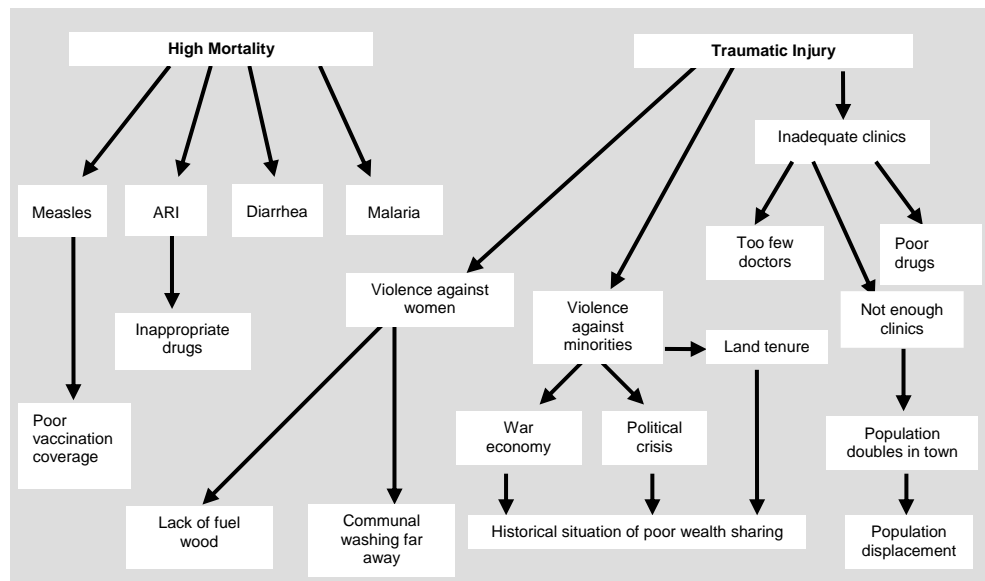 High Mortality
Traumatic Injury
Inadequate clinics
Measles
ARI
Diarrhea
Malaria
Too few
doctors
Poor
drugs
Violence against
women
Violence
against
minorities
Not enough
clinics
Inappropriate
drugs
Land tenure
Poor
vaccination
coverage
War
economy
Political
crisis
Population
doubles in town
Lack of fuel
wood
Communal
washing far
away
Historical situation of poor wealth sharing
Population
displacement